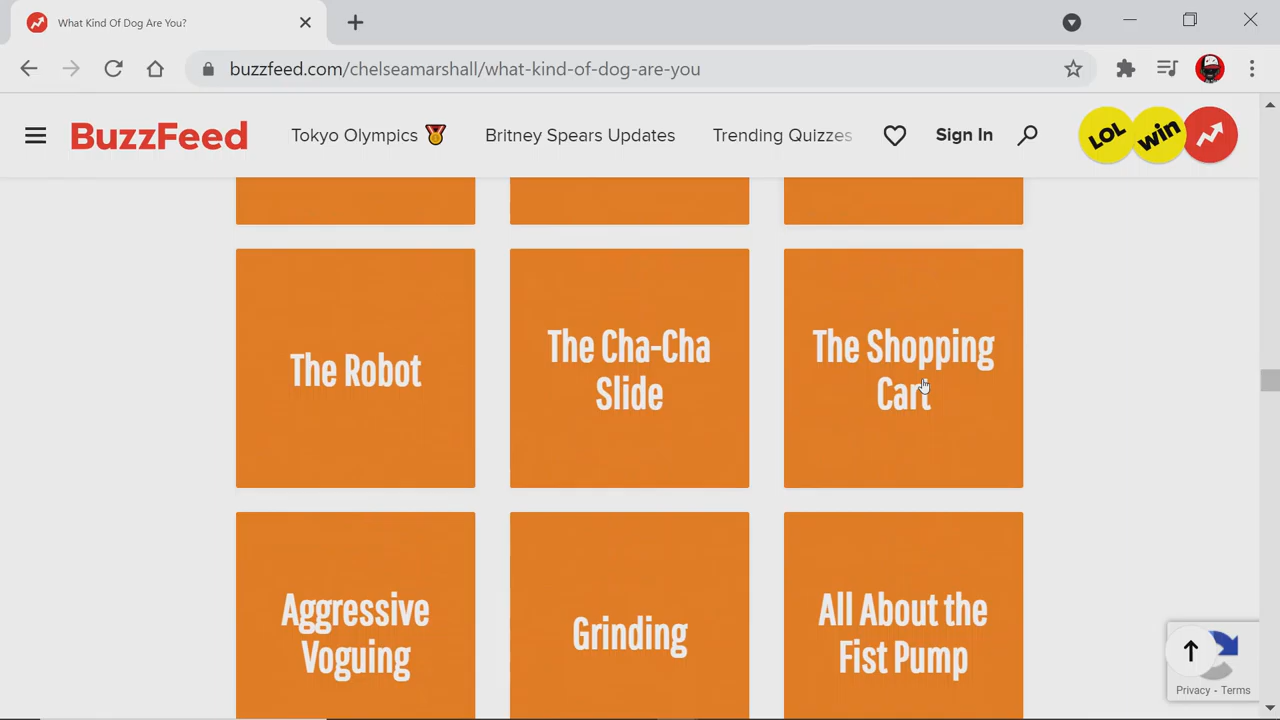 What Kind Of Dog Are You?
buzzfeed.com/chelseamarshall/what-kind-of-dog-are-you
BuzzFeed
Tokyo Olympics
Britney Spears Updates
Trending Quizzes
Sign In
LOL
win
The Robot
The Cha-Cha
Slide
The Shopping
Cart
Aggressive
Voguing
Grinding
All About the
Fist Pump
Privacy - Terms